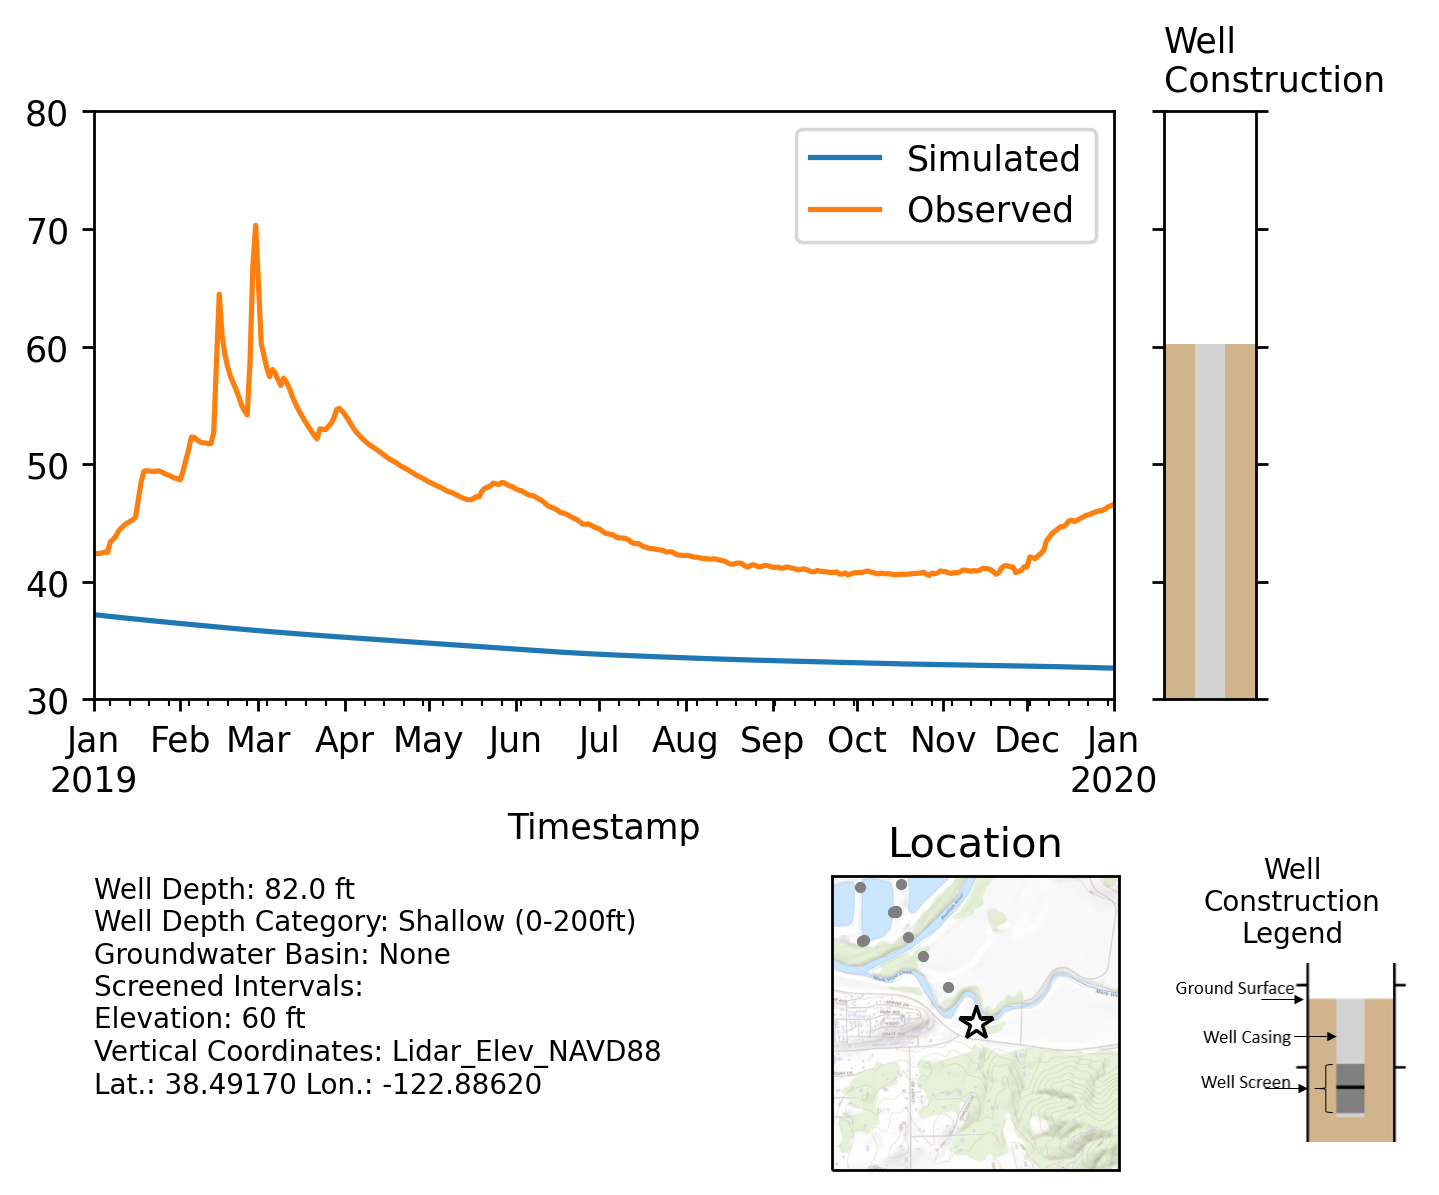 Well
Construction
80
70
60
50
40
30
Simulated
Observed
Jan Feb Mar Apr May Jun Jul Aug Sep Oct Nov Dec Jan
2019 2020
Timestamp
Well Depth: 82.0 ft
Well Depth Category: Shallow (0-200ft)
Groundwater Basin: None
Screened Intervals:
Elevation: 60 ft
Vertical Coordinates: Lidar_Elev_NAVD88
Lat.: 38.49170 Lon.: -122.88620
Location
Well
Construction
Legend
Ground Surface
Well Casing
Well Screen